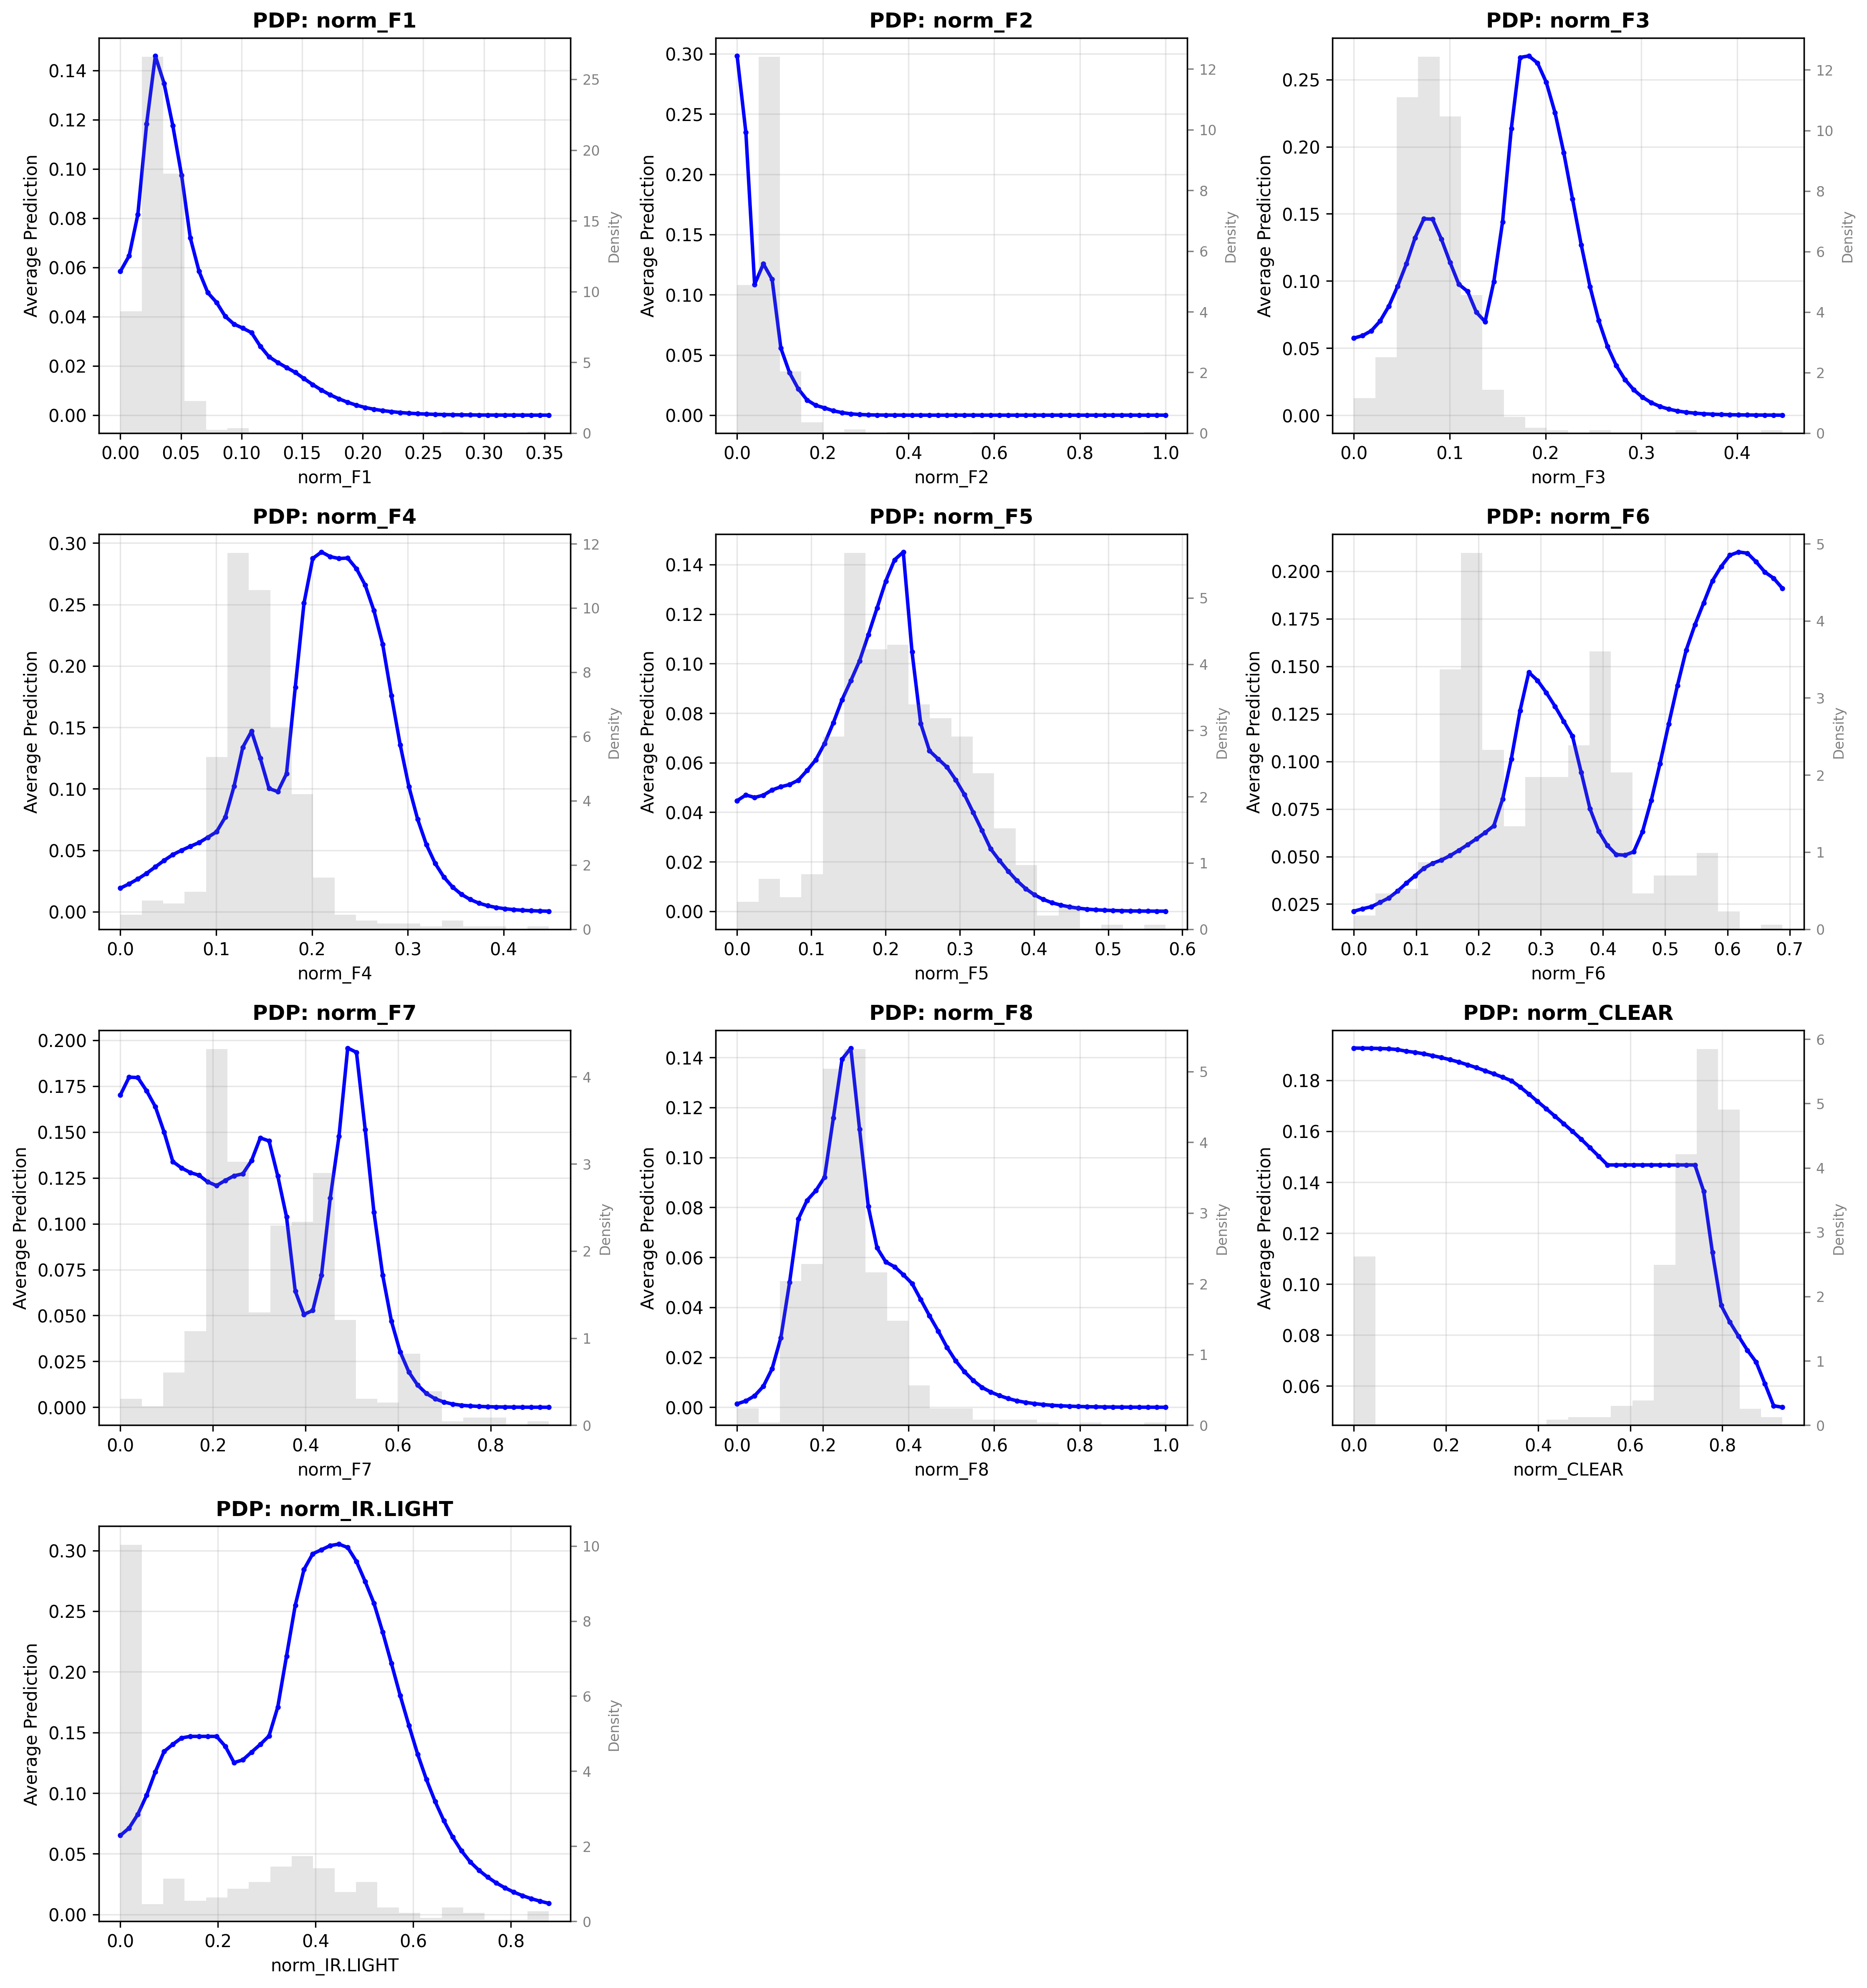 PDP: norm_F1
Average Prediction
0.14
0.12
0.10
0.08
0.06
0.04
0.02
0.00
25
20
15
10
5
0
Density
0.00 0.05 0.10 0.15 0.20 0.25 0.30 0.35
norm_F1
PDP: norm_F2
Average Prediction
0.30
0.25
0.20
0.15
0.10
0.05
0.00
12
10
8
6
4
2
0
Density
0.0 0.2 0.4 0.6 0.8 1.0
norm_F2
PDP: norm_F3
Average Prediction
0.25
0.20
0.15
0.10
0.05
0.00
12
10
8
6
4
2
0
Density
0.0 0.1 0.2 0.3 0.4
norm_F3
PDP: norm_F4
Average Prediction
0.30
0.25
0.20
0.15
0.10
0.05
0.00
12
10
8
6
4
2
0
Density
0.0 0.1 0.2 0.3 0.4
norm_F4
PDP: norm_F5
Average Prediction
0.14
0.12
0.10
0.08
0.06
0.04
0.02
0.00
5
4
3
2
1
0
Density
0.0 0.1 0.2 0.3 0.4 0.5 0.6
norm_F5
PDP: norm_F6
Average Prediction
0.200
0.175
0.150
0.125
0.100
0.075
0.050
0.025
5
4
3
2
1
0
Density
0.0 0.1 0.2 0.3 0.4 0.5 0.6 0.7
norm_F6
PDP: norm_F7
Average Prediction
0.200
0.175
0.150
0.125
0.100
0.075
0.050
0.025
0.000
4
3
2
1
0
Density
0.0 0.2 0.4 0.6 0.8
norm_F7
PDP: norm_F8
Average Prediction
0.14
0.12
0.10
0.08
0.06
0.04
0.02
0.00
5
4
3
2
1
0
Density
0.0 0.2 0.4 0.6 0.8 1.0
norm_F8
PDP: norm_CLEAR
Average Prediction
0.18
0.16
0.14
0.12
0.10
0.08
0.06
6
5
4
3
2
1
0
Density
0.0 0.2 0.4 0.6 0.8
norm_CLEAR
PDP: norm_IR.LIGHT
Average Prediction
0.30
0.25
0.20
0.15
0.10
0.05
0.00
10
8
6
4
2
0
Density
0.0 0.2 0.4 0.6 0.8
norm_IR.LIGHT